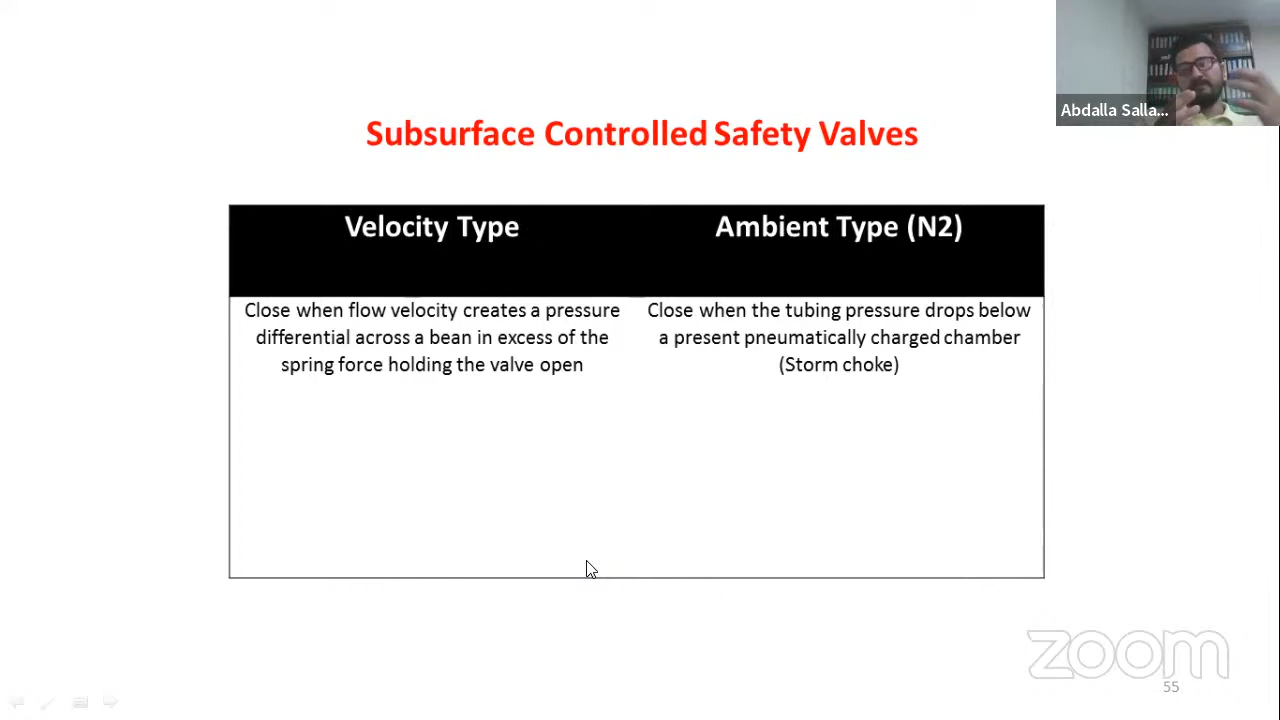 Abdalla Salla...
Subsurface Controlled Safety Valves
Velocity Type
Ambient Type (N2)
Close when flow velocity creates a pressure
differential across a bean in excess of the
spring force holding the valve open
Close when the tubing pressure drops below
a present pneumatically charged chamber
(Storm choke)
zoom
55